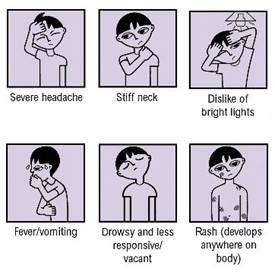 Severe headache
Stiff neck
Dislike of
bright lights
Fever/vomiting
Drowsy and less
responsive/
vacant
Rash (develops
anywhere on
body)